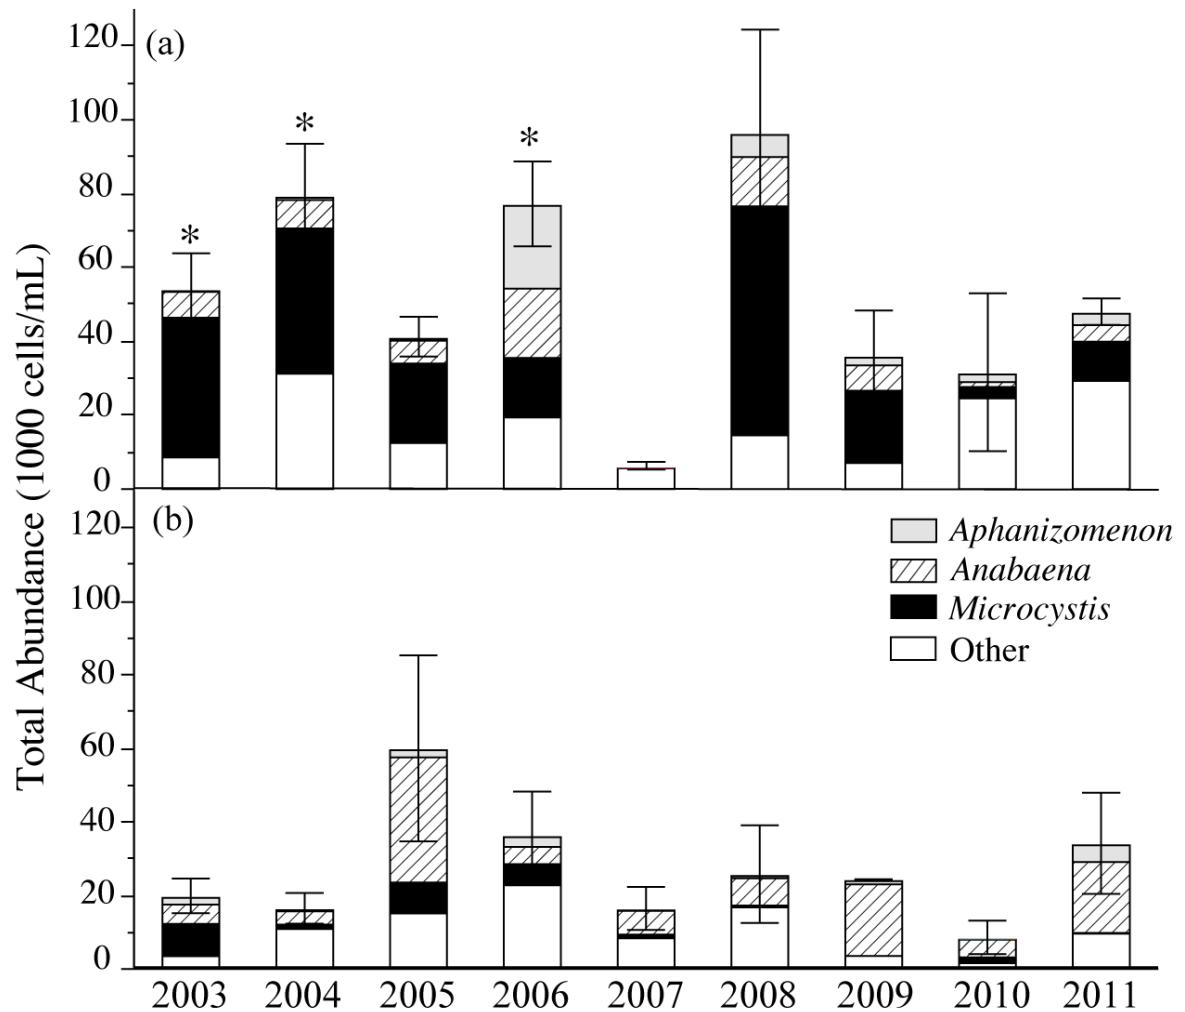 (a)
120
100
80
60
40
20
0
*
*
*
Total Abundance (1000 cells/mL)
(b)
120
100
80
60
40
20
0
Aphanizomenon
Anabaena
Microcystis
Other
2003 2004 2005 2006 2007 2008 2009 2010 2011